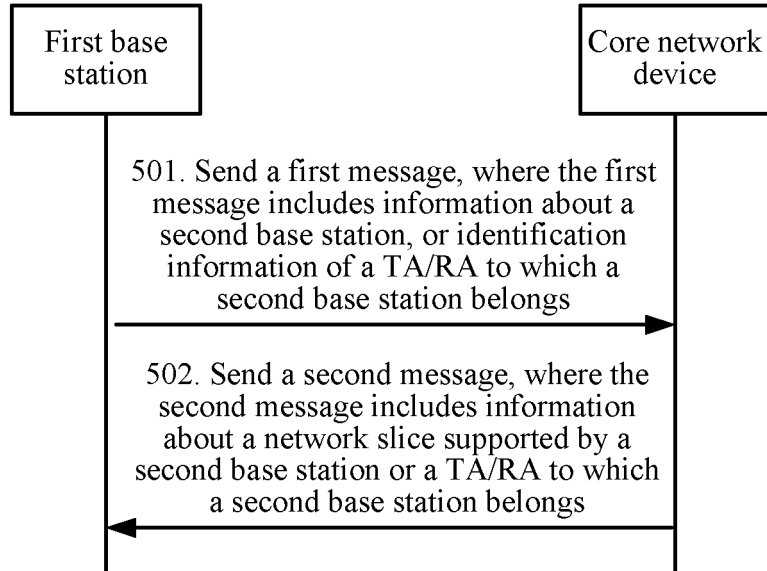 First base
station
Core network
device
501. Send a first message, where the first
message includes information about a
second base station, or identification
information of a TA/RA to which a
second base station belongs
502. Send a second message, where the
second message includes information
about a network slice supported by a
second base station or a TA/RA to which
a second base station belongs